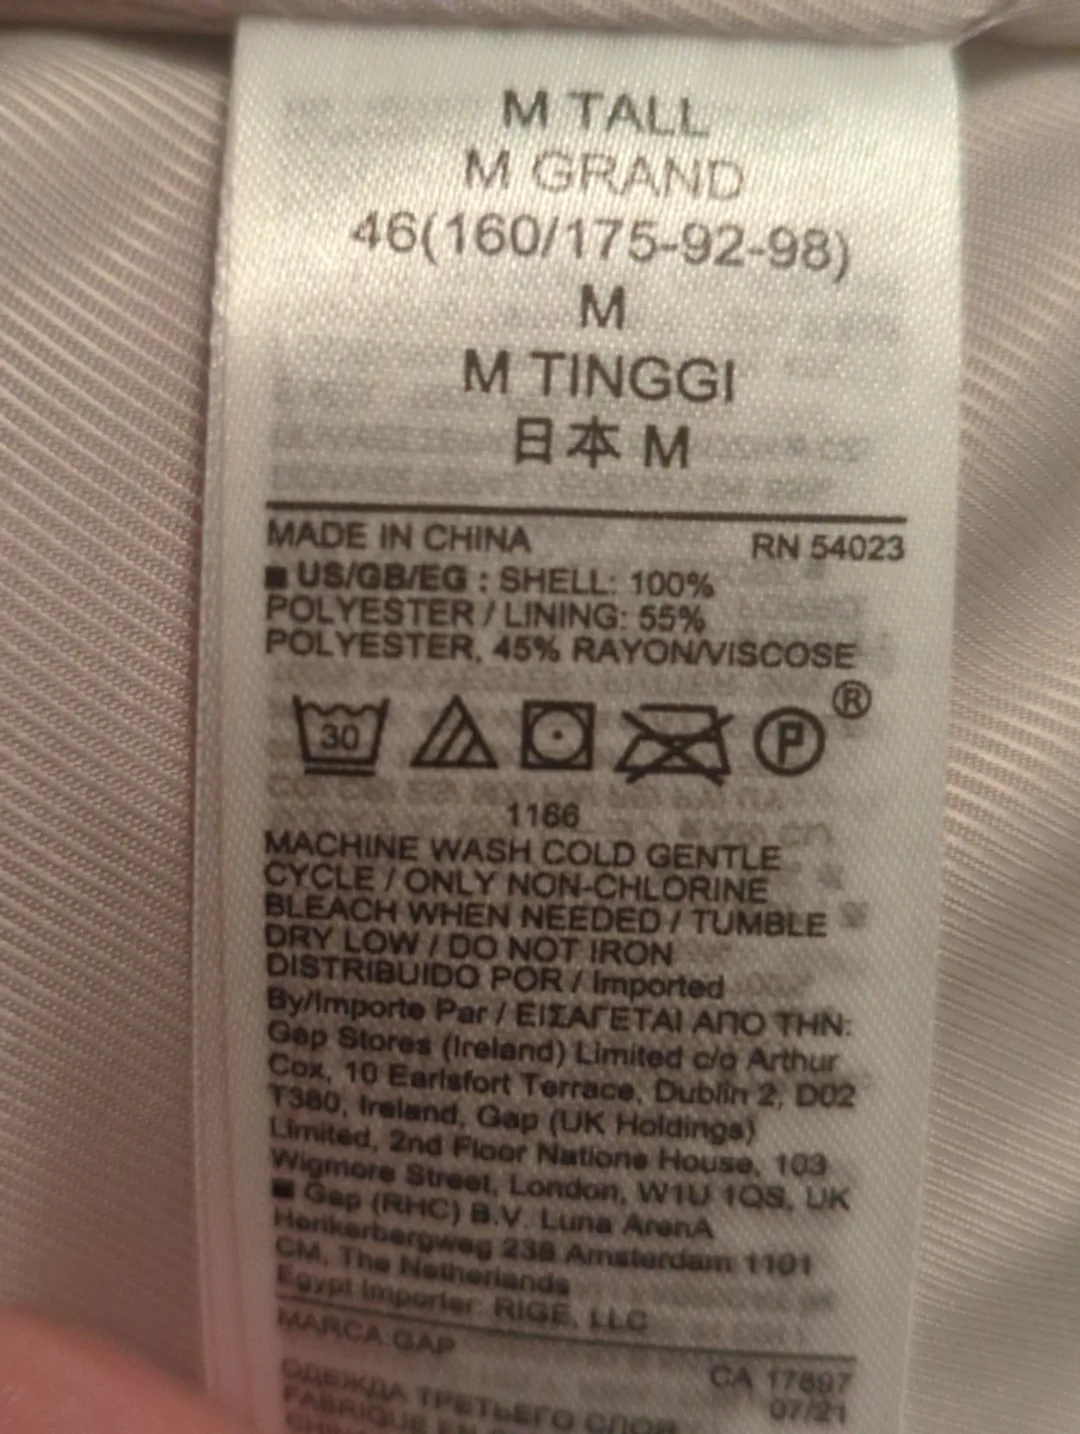 M TALL
M GRAND
46(160/175-92-98)
M
M TINGGI
日本 M
MADE IN CHINA RN 54023
■ US/GB/EG : SHELL: 100%
POLYESTER / LINING: 55%
POLYESTER, 45% RAYON/VISCOSE
30 P ®
1166
MACHINE WASH COLD GENTLE
CYCLE / ONLY NON-CHLORINE
BLEACH WHEN NEEDED / TUMBLE
DRY LOW / DO NOT IRON
DISTRIBUIDO POR / Imported
By/Importe Par / ΕΙΣΑΓΕΤΑΙ ΑΠΟ ΤΗΝ:
Gap Stores (Ireland) Limited c/o Arthur
Cox, 10 Earlsfort Terrace, Dublin 2, D02
T380, Ireland, Gap (UK Holdings)
Limited, 2nd Floor Nations House, 103
Wigmore Street, London, W1U 1QS, UK
■ Gap (RHC) B.V. Luna ArenA
Herikerbergweg 238 Amsterdam 1101
CM, The Netherlands
Egypt Importer: RIGE, LLC
MARCA GAP
CA 17897
07/21
ОДЕЖДА ТРЕТЬЕГО СЛОЯ
FABRIQUE EN